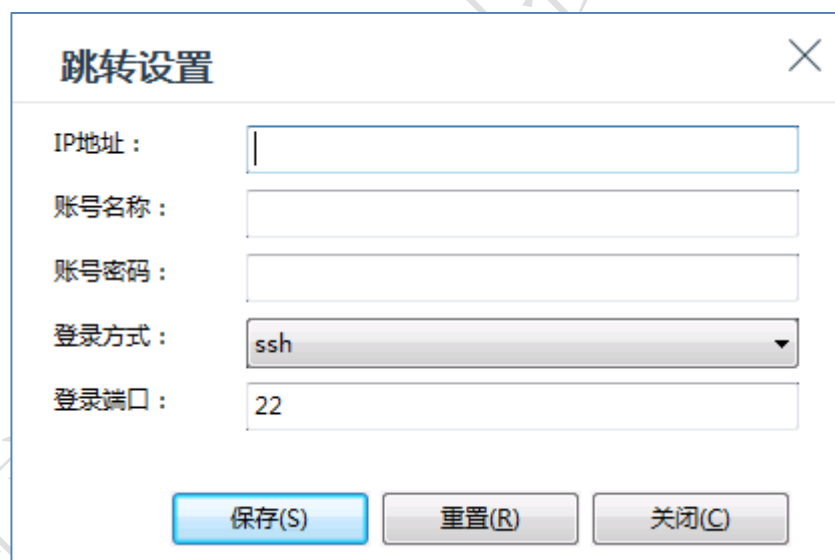 跳转设置
IP地址：
账号名称：
账号密码：
登录方式： ssh
登录端口： 22
保存(S) 重置(R) 关闭(C)